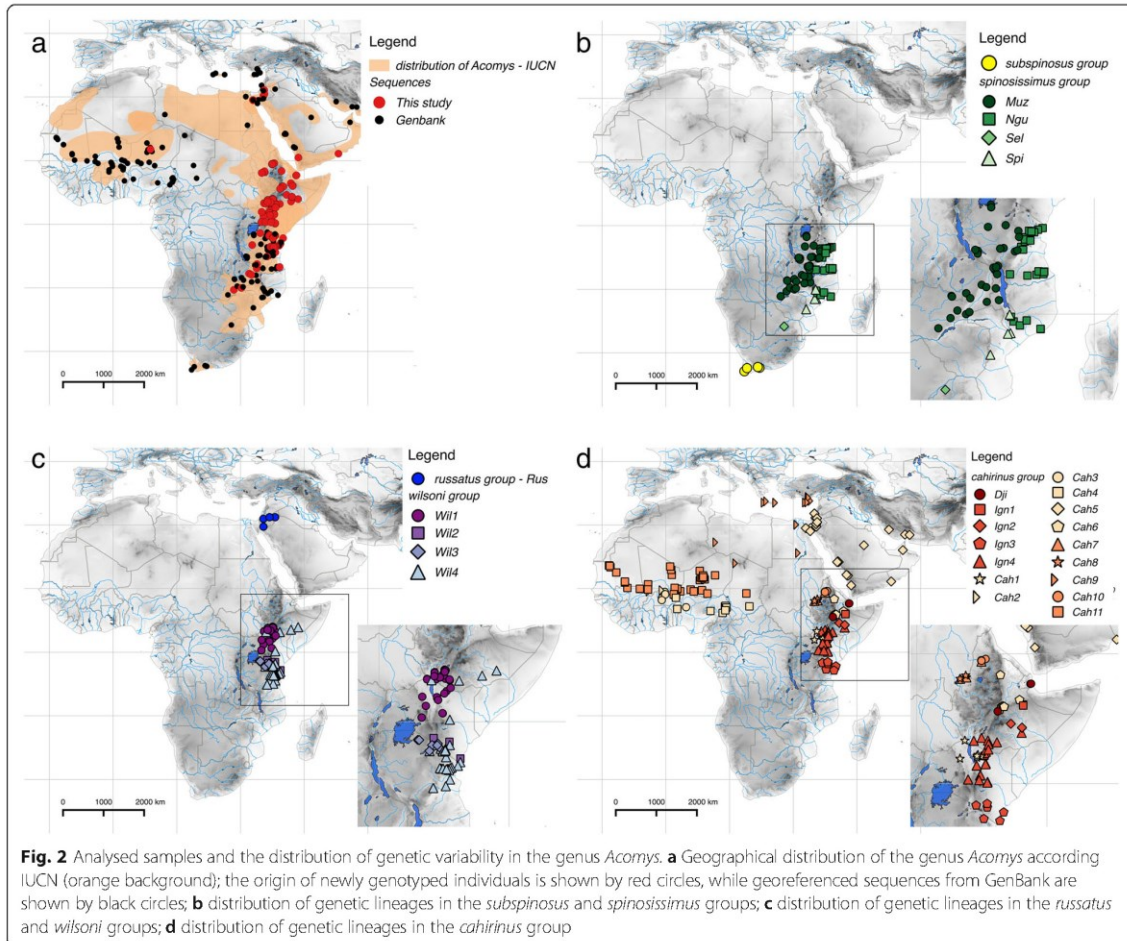 a
Legend
distribution of Acomys - IUCN
Sequences
This study
Genbank
0 1000 2000 km
b
Legend
subspinosus group
spinosissimus group
Muz
Ngu
Sel
Spi
0 1000 2000 km
c
Legend
russatus group - Rus
wilsoni group
Wil1
Wil2
Wil3
Wil4
0 1000 2000 km
d
Legend
cahirinus group
Dji
Ign1
Ign2
Ign3
Ign4
Cah1
Cah2
Cah3
Cah4
Cah5
Cah6
Cah7
Cah8
Cah9
Cah10
Cah11
0 1000 2000 km
Fig. 2 Analysed samples and the distribution of genetic variability in the genus Acomys. a Geographical distribution of the genus Acomys according
IUCN (orange background); the origin of newly genotyped individuals is shown by red circles, while georeferenced sequences from GenBank are
shown by black circles; b distribution of genetic lineages in the subspinosus and spinosissimus groups; c distribution of genetic lineages in the russatus
and wilsoni groups; d distribution of genetic lineages in the cahirinus group